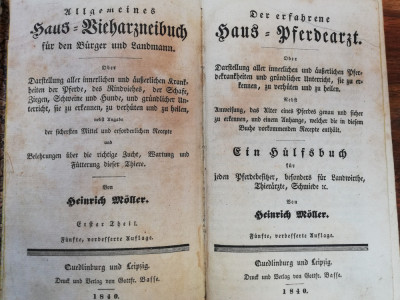 Allgemeines
Haus-Vieharzneibuch
für den Bürger und Landmann.
Oder
Darstellung aller innerlichen und äußerlichen Krank-
heiten der Pferde, des Rindviehes, der Schafe,
Ziegen, Schweine und Hunde, und gründlicher Un-
terricht, sie zu erkennen, zu verhüten und zu heilen,
nebst Angabe
der sichersten Mittel und erforderlichen Recepte
und
Belehrungen über die richtige Zucht, Wartung und
Fütterung dieser Thiere.
Von
Heinrich Möller.
Erster Theil.
Fünfte, verbesserte Auflage.
Quedlinburg und Leipzig.
Druck und Verlag von Gottfr. Basse.
1840.
Der erfahrene
Haus-Pferdearzt.
Oder
Darstellung aller innerlichen und äußerlichen Pfer-
dekrankheiten und gründlicher Unterricht, sie zu er-
kennen, zu verhüten und zu heilen.
Nebst
Anweisung, das Alter eines Pferdes genau und sicher
zu erkennen, und einem Anhange, welcher die in diesem
Buche vorkommenden Recepte enthält.
Ein Hülfsbuch
für
jeden Pferdebesitzer, besonders für Landwirthe,
Thierärzte, Schmiede ꝛc.
Von
Heinrich Möller.
Fünfte, verbesserte Auflage.
Quedlinburg und Leipzig.
Druck und Verlag von Gottfr. Basse.
1840.